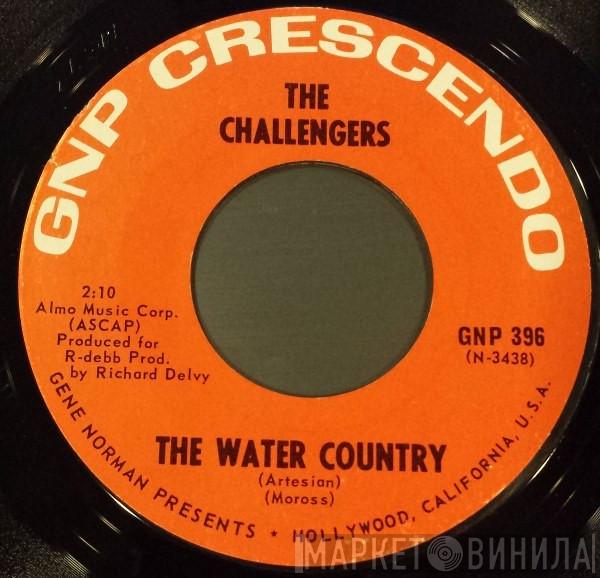 GNP CRESCENDO
THE
CHALLENGERS
2:10
Almo Music Corp.
(ASCAP)
Produced for
R-debb Prod.
by Richard Delvy
GNP 396
(N-3438)
THE WATER COUNTRY
(Artesian)
(Moross)
GENE NORMAN PRESENTS ★ HOLLYWOOD, CALIFORNIA, U.S.A.
МАРКЕТ ВИНИЛА